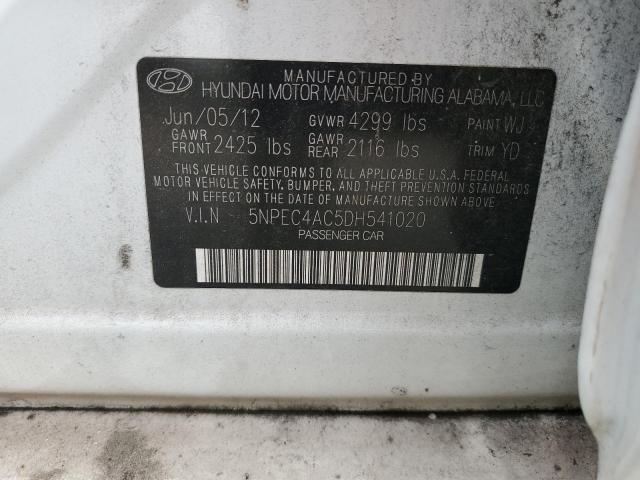 MANUFACTURED BY
HYUNDAI MOTOR MANUFACTURING ALABAMA, LLC
Jun/05/12 GVWR 4299 lbs PAINT WJ
GAWR FRONT 2425 lbs GAWR REAR 2116 lbs TRIM YD
THIS VEHICLE CONFORMS TO ALL APPLICABLE U.S.A. FEDERAL
MOTOR VEHICLE SAFETY, BUMPER, AND THEFT PREVENTION STANDARDS
IN EFFECT ON THE DATE OF MANUFACTURE SHOWN ABOVE.
V.I.N 5NPEC4AC5DH541020
PASSENGER CAR